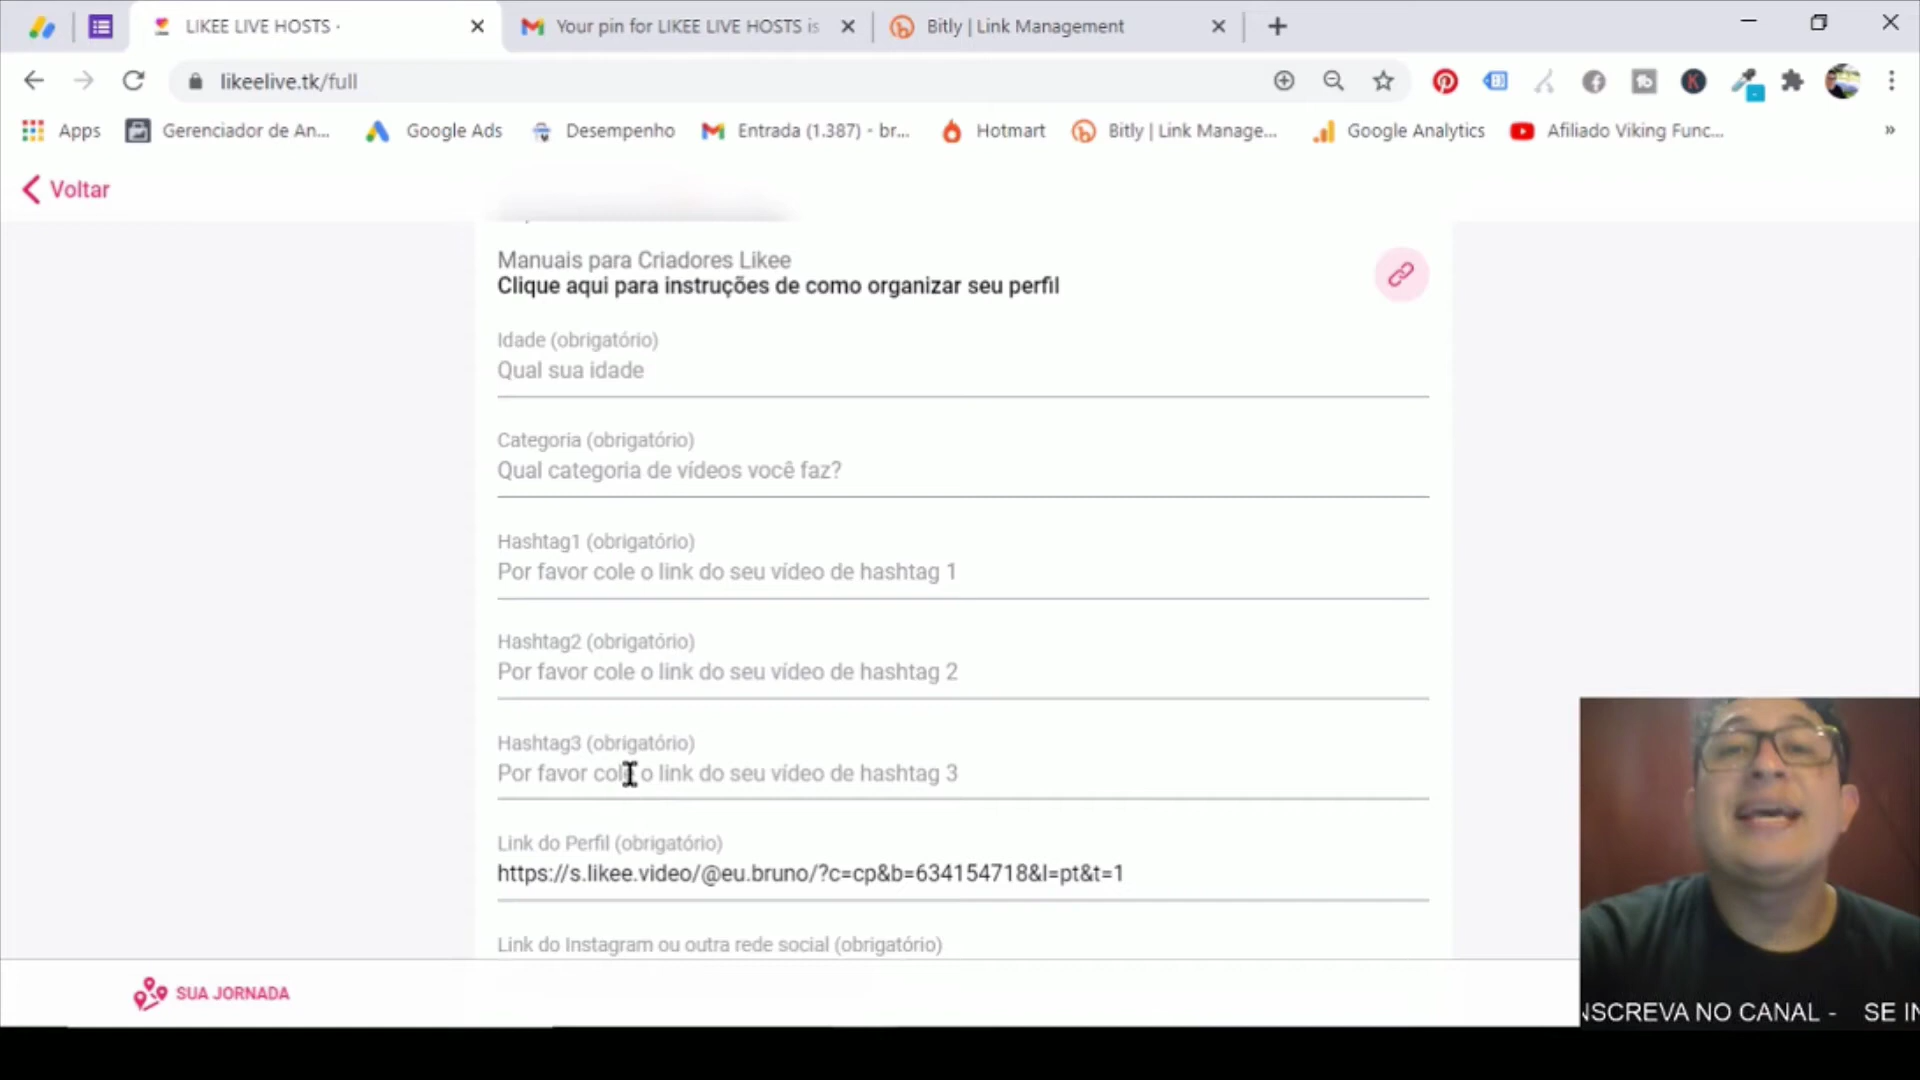 LIKEE LIVE HOSTS ·
Your pin for LIKEE LIVE HOSTS is
Bitly | Link Management
likeelive.tk/full
Apps
Gerenciador de An...
Google Ads
Desempenho
Entrada (1.387) - br...
Hotmart
Bitly | Link Manage...
Google Analytics
Afiliado Viking Func...
»
Voltar
Manuais para Criadores Likee
Clique aqui para instruções de como organizar seu perfil
Idade (obrigatório)
Qual sua idade
Categoria (obrigatório)
Qual categoria de vídeos você faz?
Hashtag1 (obrigatório)
Por favor cole o link do seu vídeo de hashtag 1
Hashtag2 (obrigatório)
Por favor cole o link do seu vídeo de hashtag 2
Hashtag3 (obrigatório)
Por favor cole o link do seu vídeo de hashtag 3
Link do Perfil (obrigatório)
https://s.likee.video/@eu.bruno/?c=cp&b=634154718&l=pt&t=1
Link do Instagram ou outra rede social (obrigatório)
SUA JORNADA
NSCREVA NO CANAL - SE IN